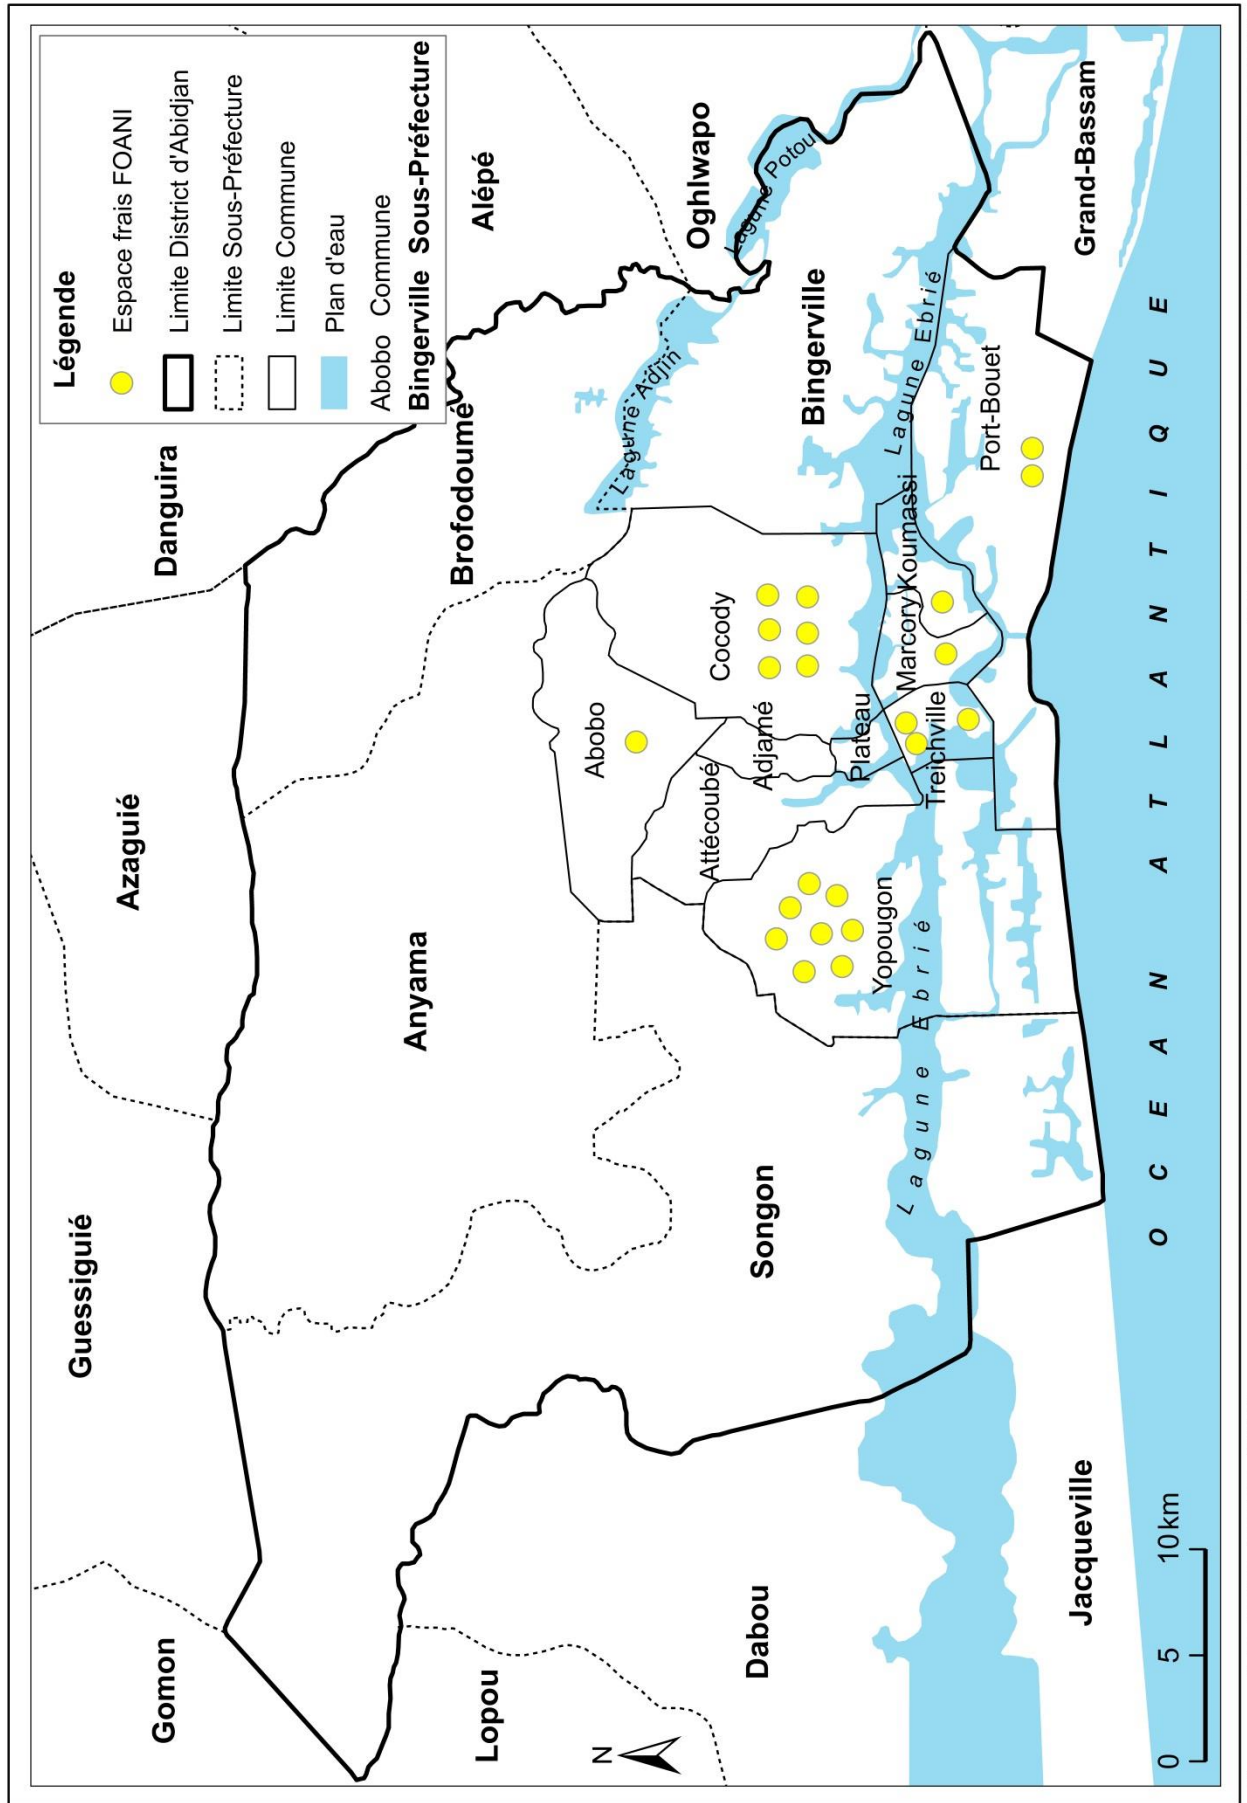 Légende
Espace frais FOANI
Limite District d'Abidjan
Limite Sous-Préfecture
Limite Commune
Plan d'eau
Abobo Commune
Bingerville Sous-Préfecture
Gomon
Guessiguié
Azaguié
Danguira
Alépé
Lopou
Anyama
Brofodoumé
Oghlwapo
Abobo
Lagune Adjin
Lagune Potou
Dabou
Songon
Attécoubé
Adjamé
Cocody
Bingerville
Yopougon
Plateau
Lagune Ebrié
Lagune Ebrié
Treichville
Marcory
Koumassi
Port-Bouet
Jacqueville
Grand-Bassam
OCEAN ATLANTIQUE
N
0 5 10 km